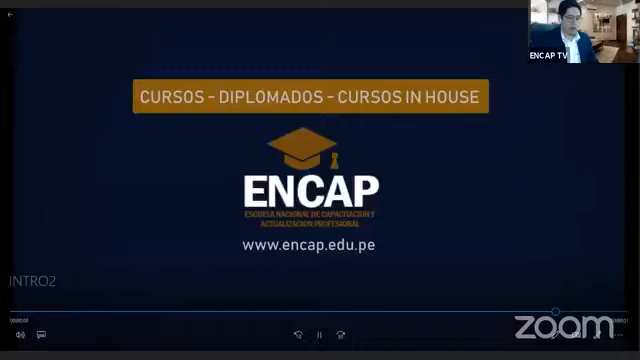 ENCAP TV
CURSOS - DIPLOMADOS - CURSOS IN HOUSE
ENCAP
ESCUELA NACIONAL DE CAPACITACIÓN Y
ACTUALIZACIÓN PROFESIONAL
www.encap.edu.pe
INTRO2
zoom